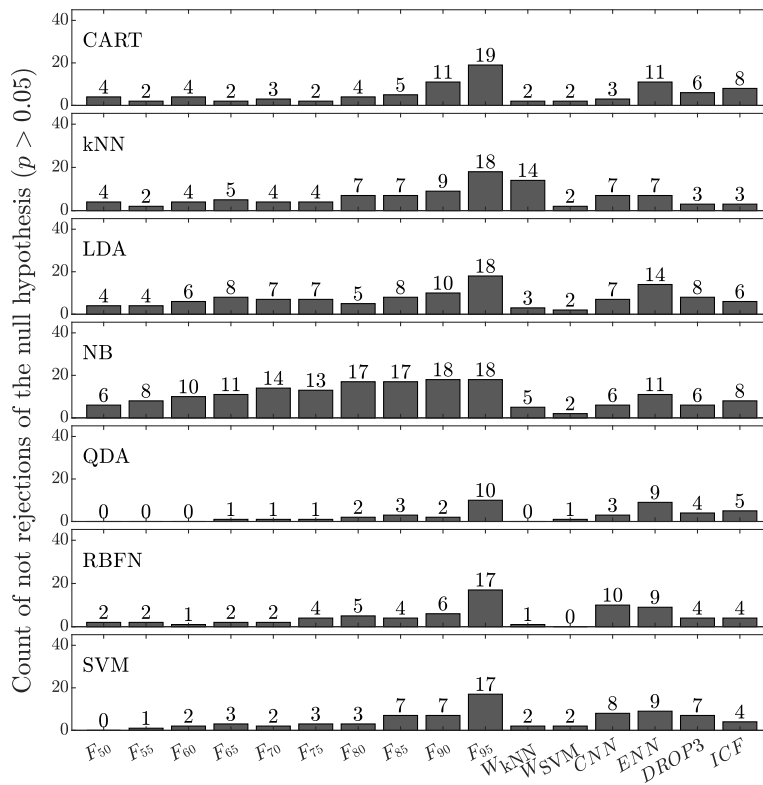 Count of not rejections of the null hypothesis (p > 0.05)
40
20
0
CART
4 2 4 2 3 2 4 5 11 19 2 2 3 11 6 8
40
20
0
kNN
4 2 4 5 4 4 7 7 9 18 14 2 7 7 3 3
40
20
0
LDA
4 4 6 8 7 7 5 8 10 18 3 2 7 14 8 6
40
20
0
NB
6 8 10 11 14 13 17 17 18 18 5 2 6 11 6 8
40
20
0
QDA
0 0 0 1 1 1 2 3 2 10 0 1 3 9 4 5
40
20
0
RBFN
2 2 1 2 2 4 5 4 6 17 1 0 10 9 4 4
40
20
0
SVM
0 1 2 3 2 3 3 7 7 17 2 2 8 9 7 4
F50 F55 F60 F65 F70 F75 F80 F85 F90 F95 WkNN WSVM CNN ENN DROP3 ICF